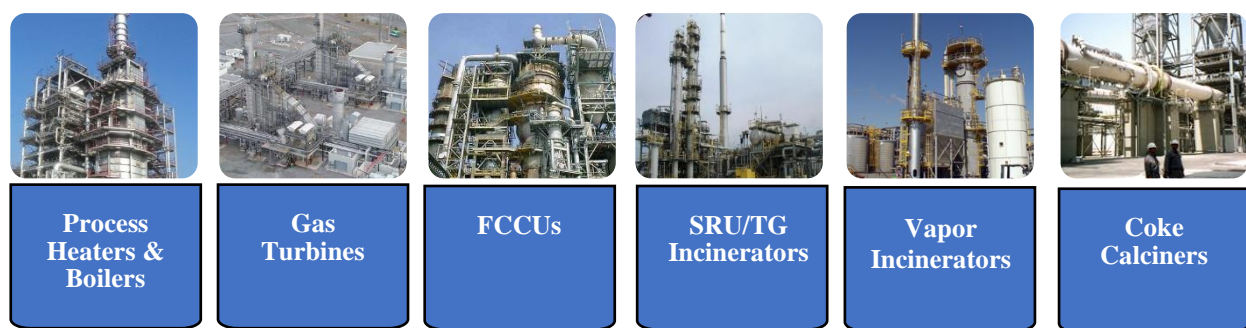 Process
Heaters &
Boilers
Gas
Turbines
FCCUs
SRU/TG
Incinerators
Vapor
Incinerators
Coke
Calciners